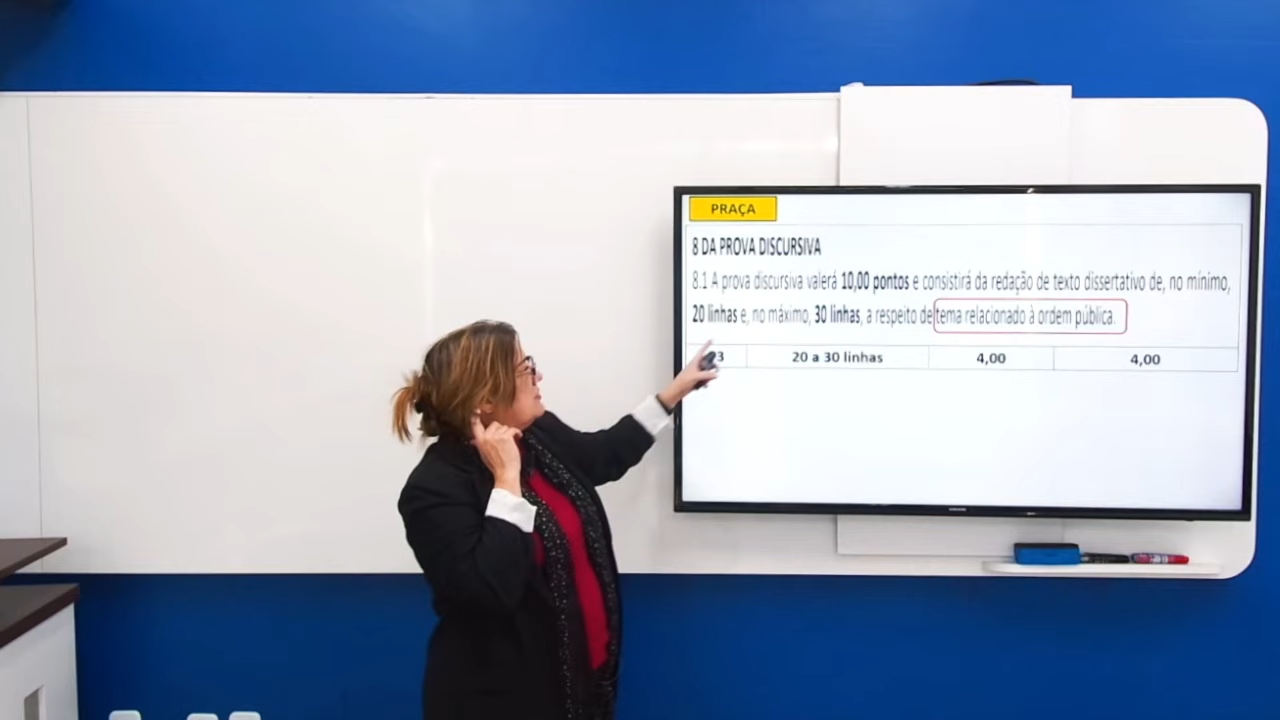 PRAÇA
8 DA PROVA DISCURSIVA
8.1 A prova discursiva valerá 10,00 pontos e consistirá da redação de texto dissertativo de, no mínimo,
20 linhas e, no máximo, 30 linhas, a respeito de tema relacionado à ordem pública.
3 20 a 30 linhas 4,00 4,00